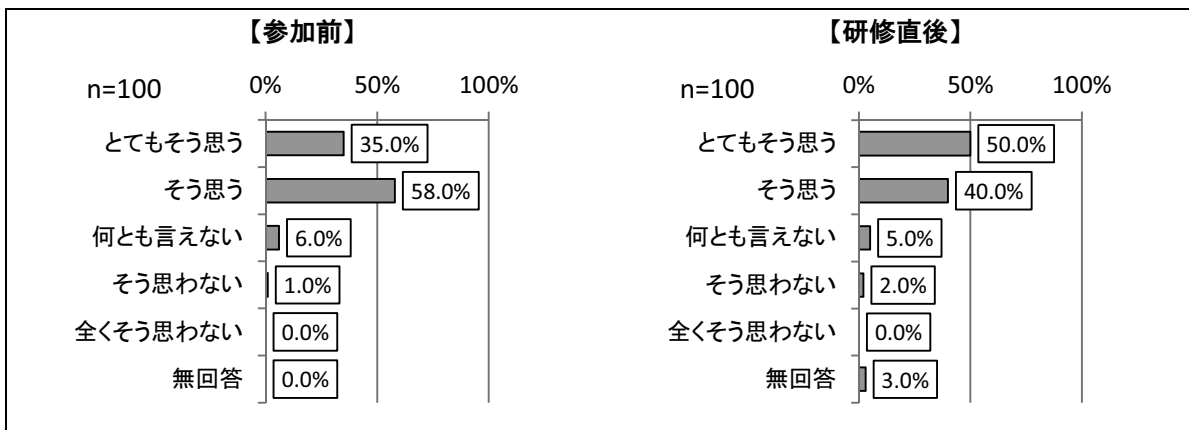 【参加前】
n=100
0% 50% 100%
とてもそう思う 35.0%
そう思う 58.0%
何とも言えない 6.0%
そう思わない 1.0%
全くそう思わない 0.0%
無回答 0.0%
【研修直後】
n=100
0% 50% 100%
とてもそう思う 50.0%
そう思う 40.0%
何とも言えない 5.0%
そう思わない 2.0%
全くそう思わない 0.0%
無回答 3.0%